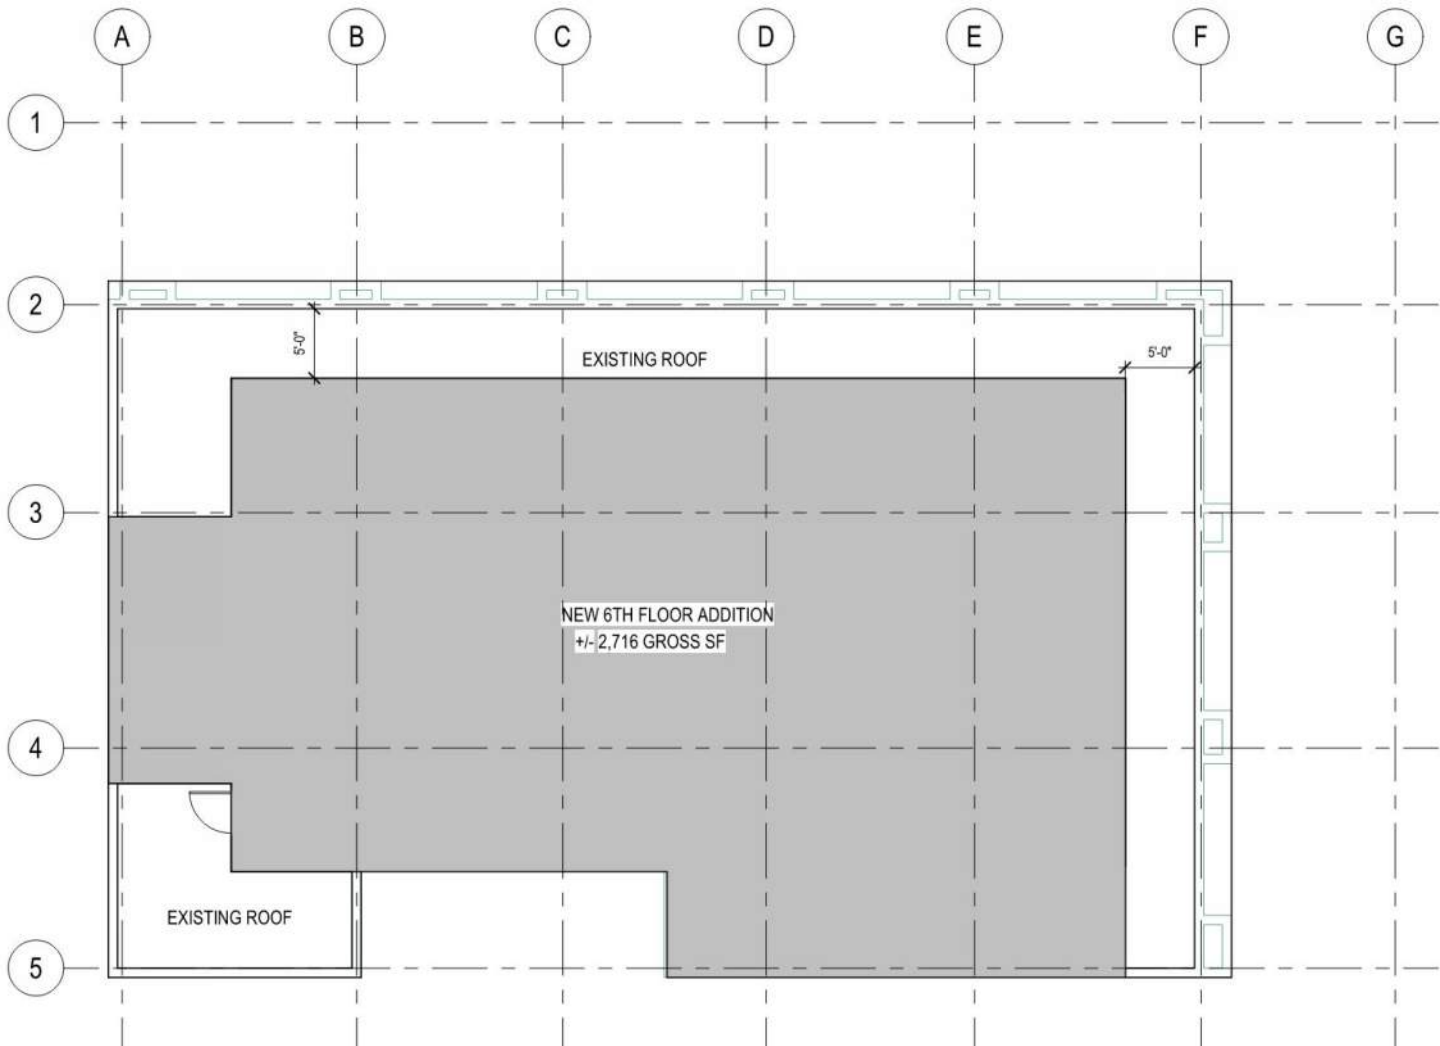 A B C D E F G
1
2
5'-0"
EXISTING ROOF
5'-0"
3
NEW 6TH FLOOR ADDITION
+/- 2,716 GROSS SF
4
EXISTING ROOF
5